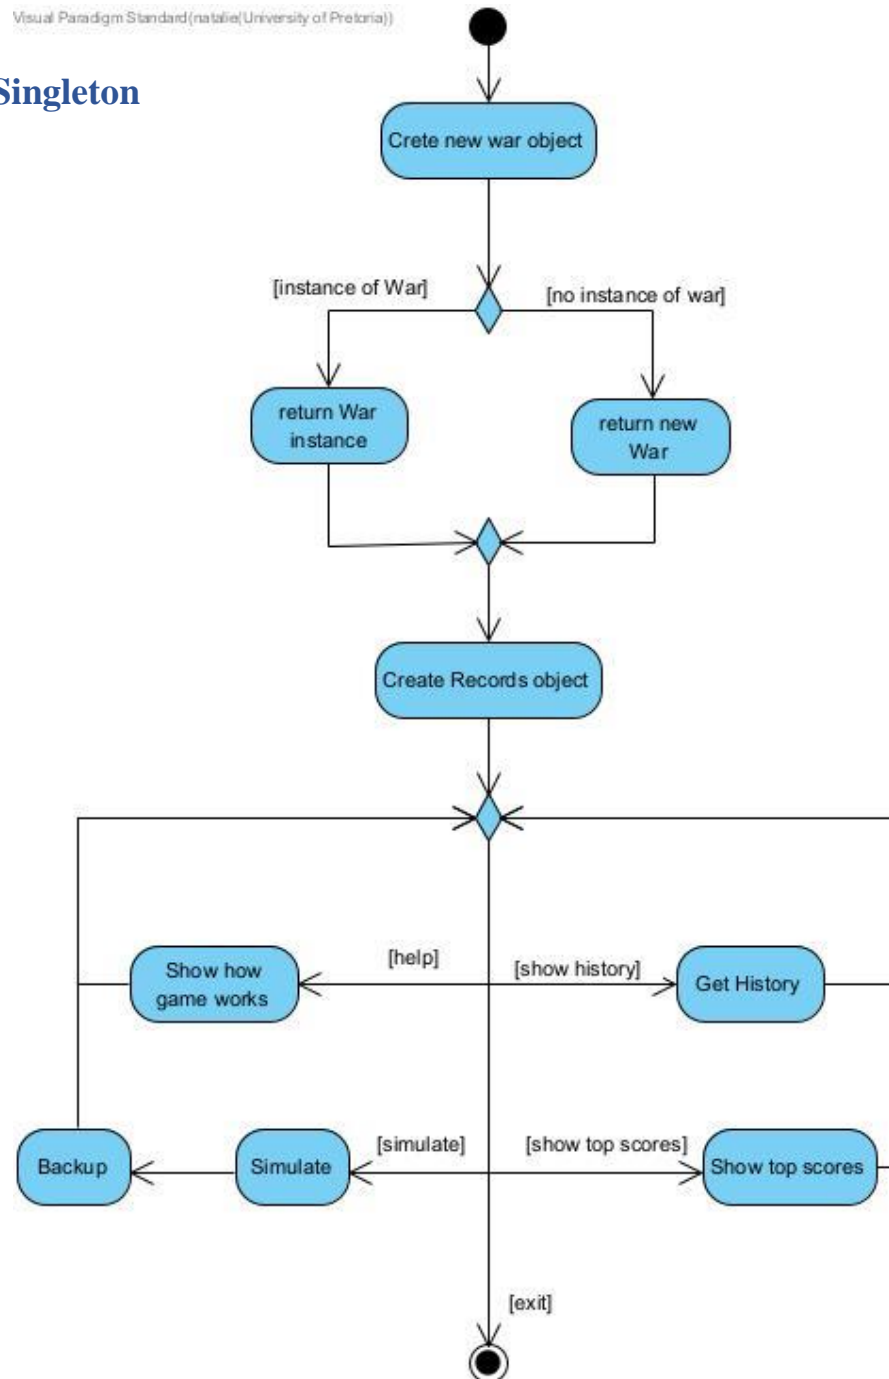 Visual Paradigm Standard(natalie(University of Pretoria))
Singleton
Crete new war object
[instance of War]
[no instance of war]
return War
instance
return new
War
Create Records object
[help]
[show history]
Show how
game works
Get History
[simulate]
[show top scores]
Backup
Simulate
Show top scores
[exit]